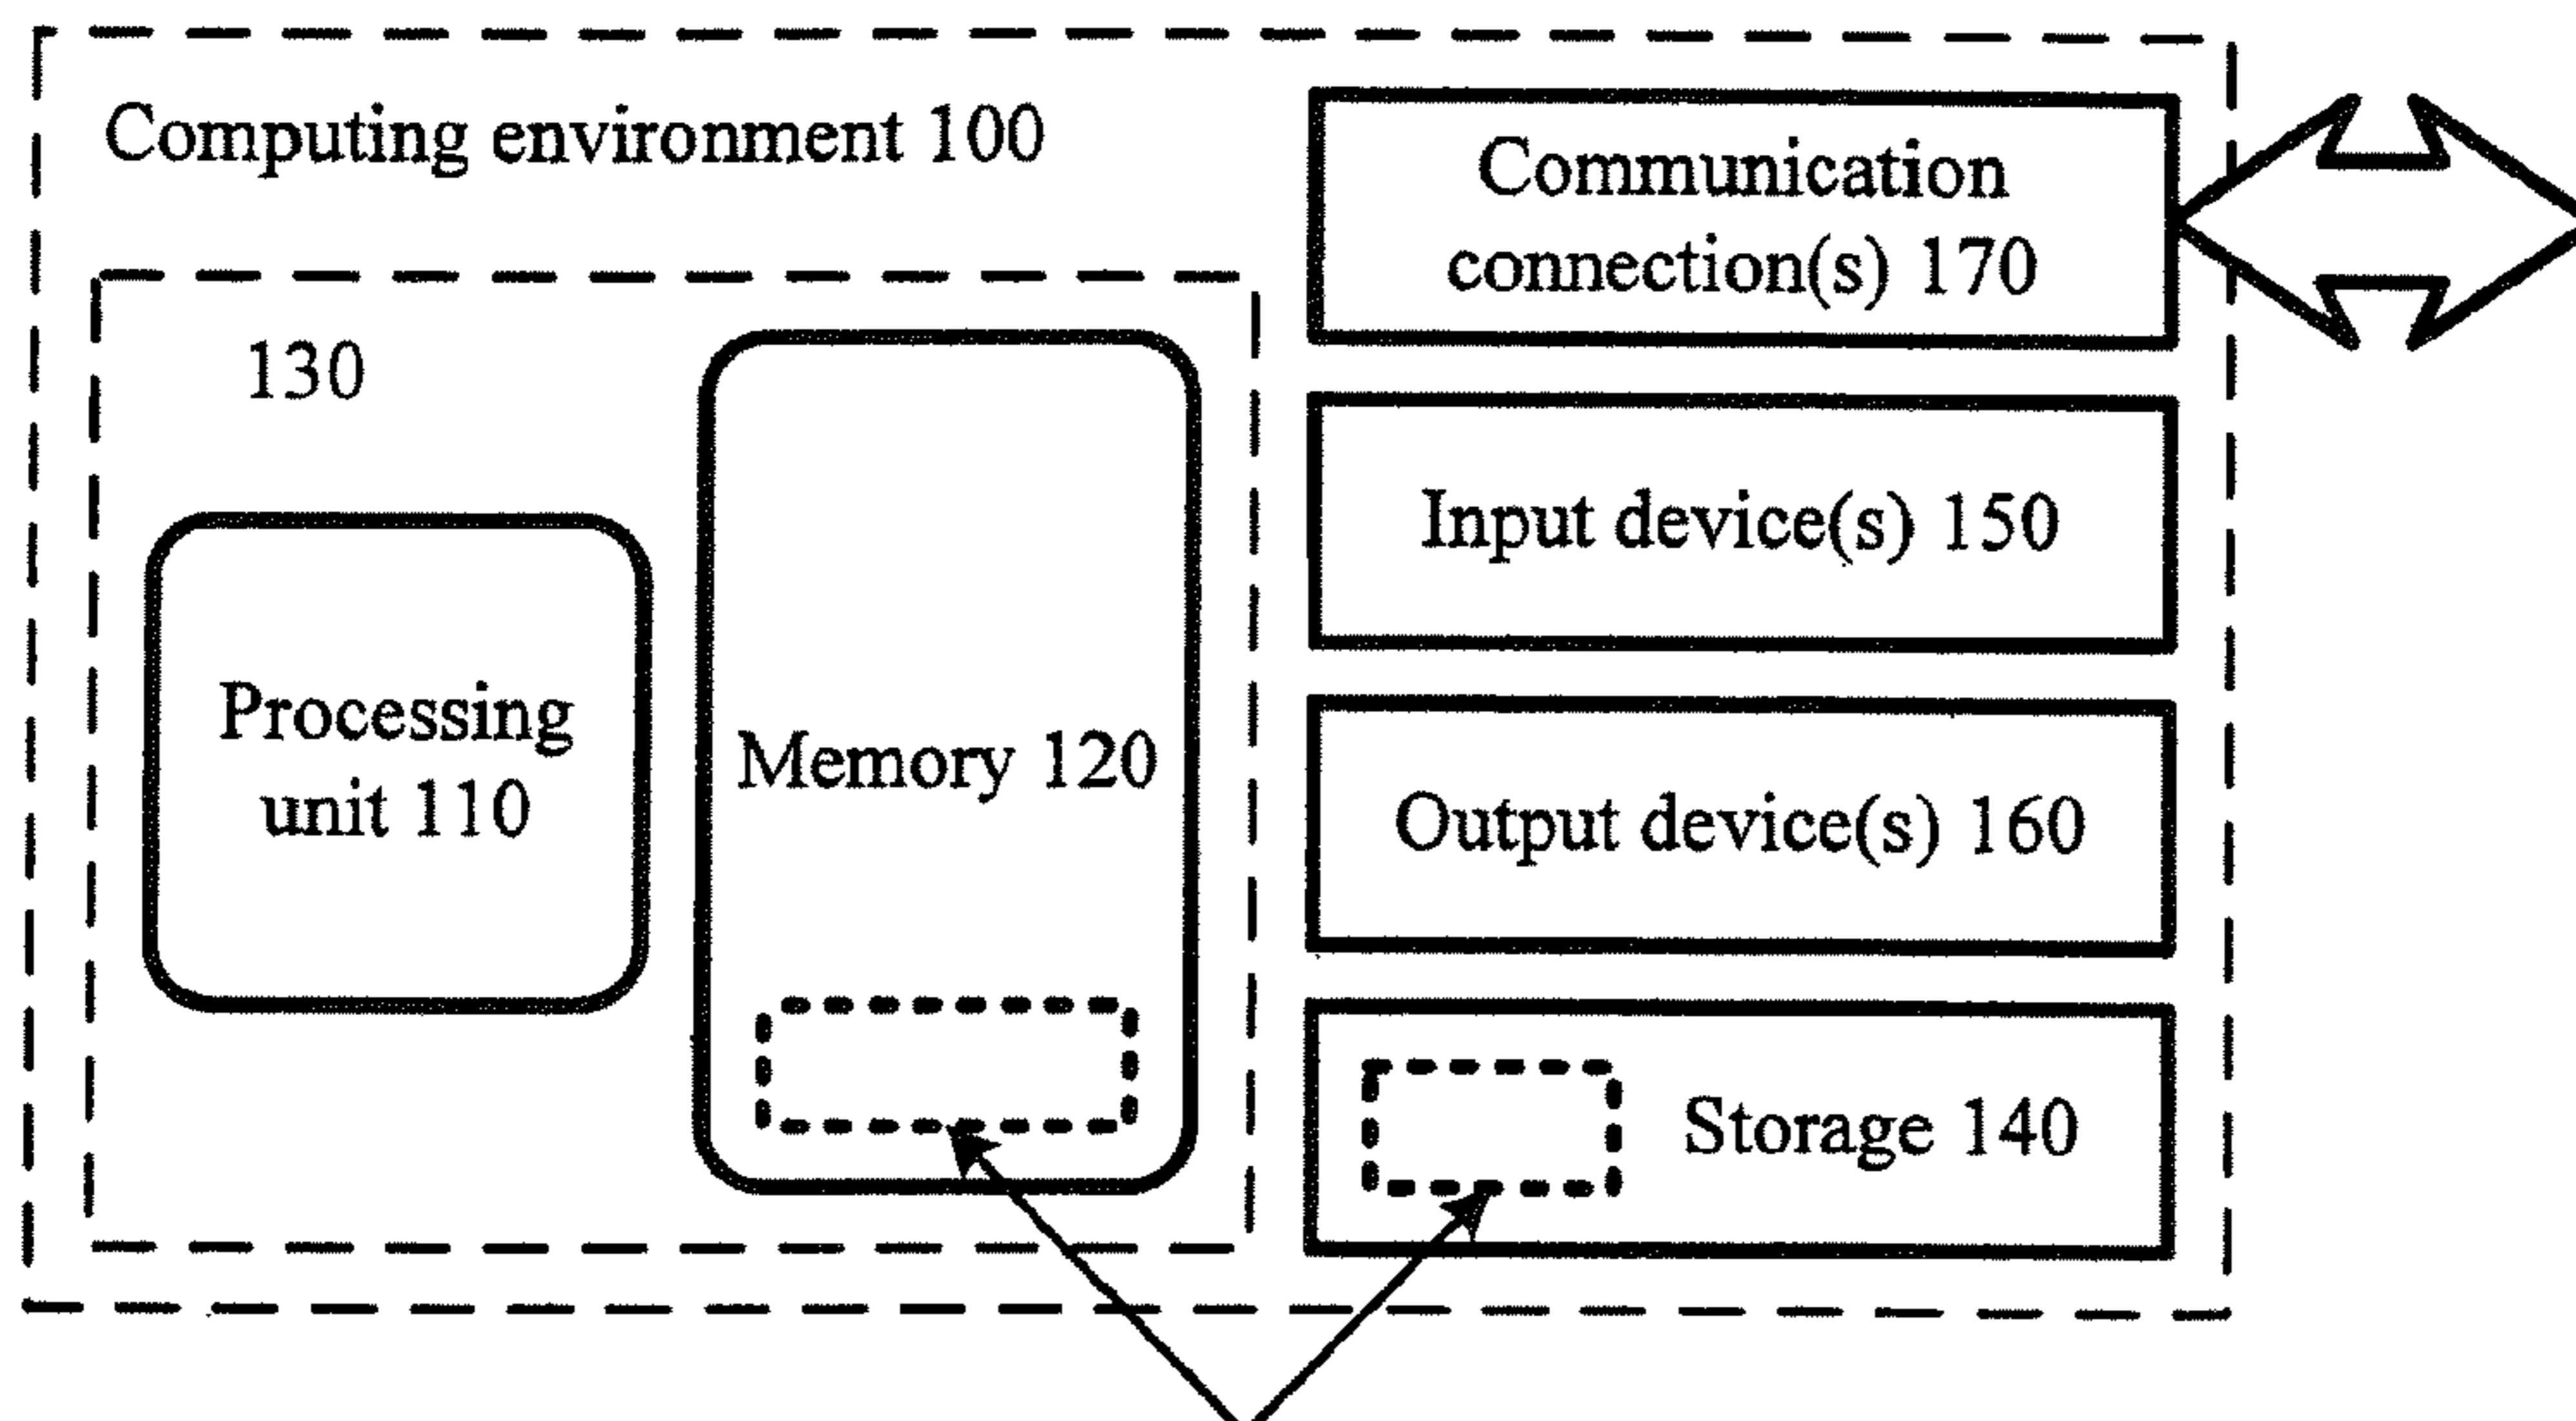 Computing environment 100
130
Processing
unit 110
Memory 120
Communication
connection(s) 170
Input device(s) 150
Output device(s) 160
Storage 140